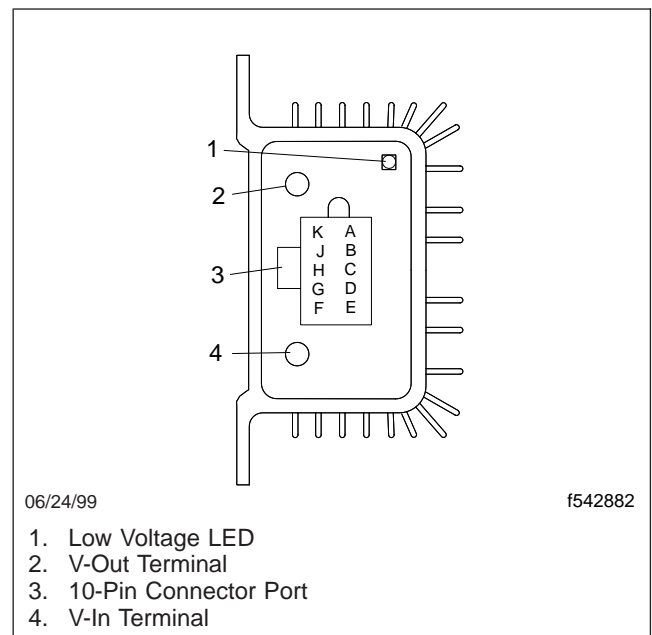 1
2
K A
J B
3 H C
G D
F E
4
06/24/99 f542882
1. Low Voltage LED
2. V-Out Terminal
3. 10-Pin Connector Port
4. V-In Terminal